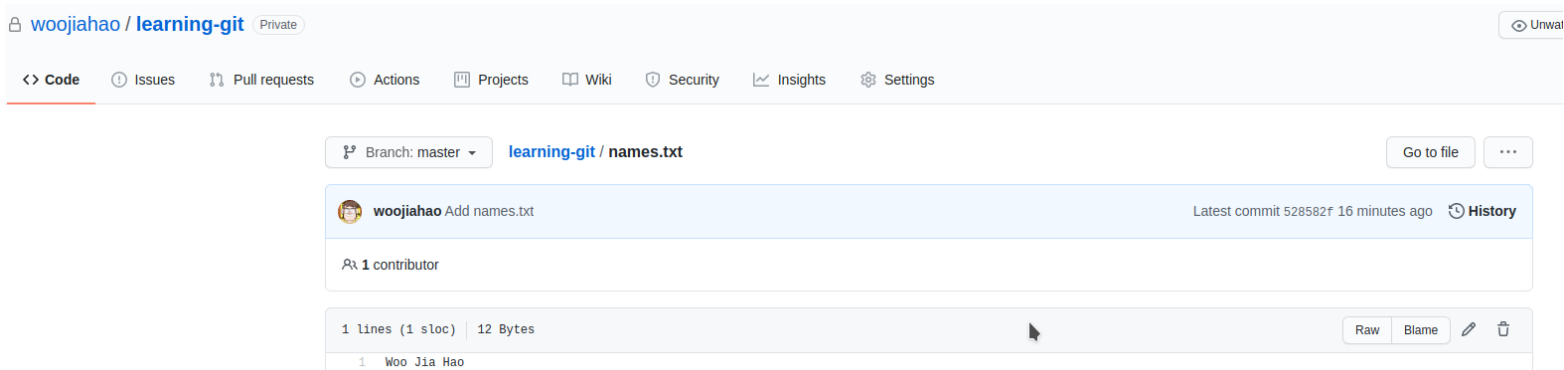 woojiahao / learning-git Private
Code Issues Pull requests Actions Projects Wiki Security Insights Settings
Branch: master learning-git / names.txt Go to file ...
woojiahao Add names.txt Latest commit 528582f 16 minutes ago History
1 contributor
1 lines (1 sloc) 12 Bytes Raw Blame
1 Woo Jia Hao